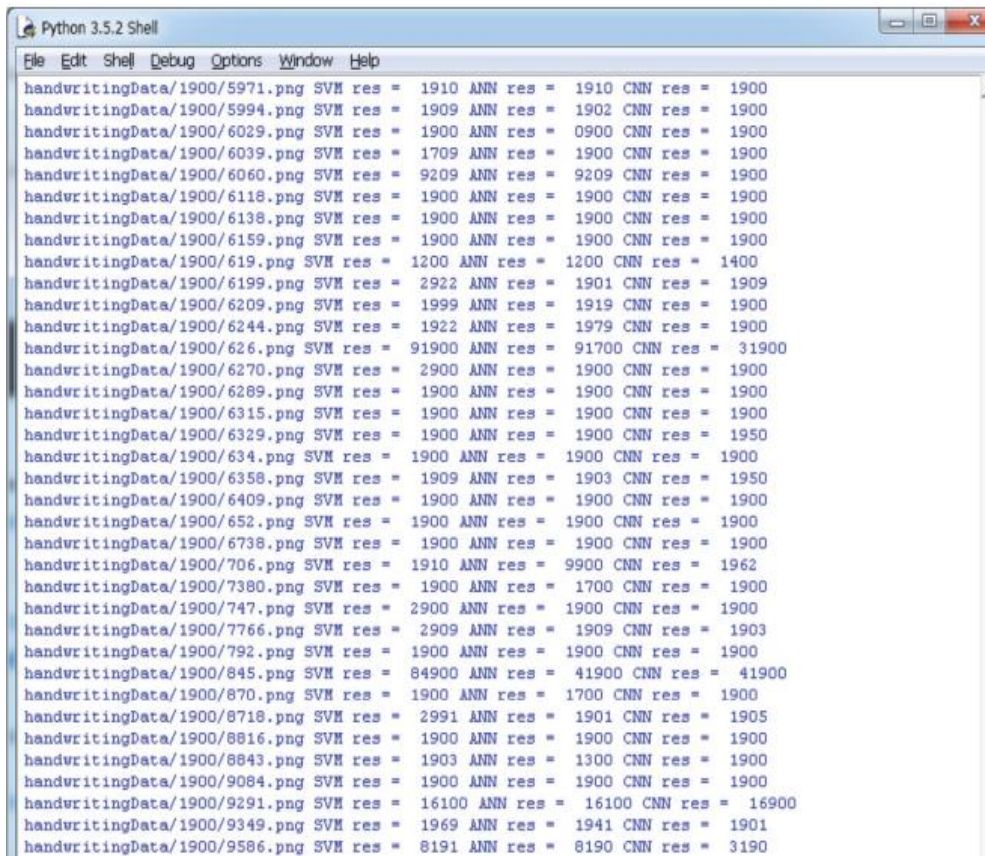 Python 3.5.2 Shell
File Edit Shell Debug Options Window Help
handwritingData/1900/5971.png SVM res = 1910 ANN res = 1910 CNN res = 1900
handwritingData/1900/5994.png SVM res = 1909 ANN res = 1902 CNN res = 1900
handwritingData/1900/6029.png SVM res = 1900 ANN res = 0900 CNN res = 1900
handwritingData/1900/6039.png SVM res = 1709 ANN res = 1900 CNN res = 1900
handwritingData/1900/6060.png SVM res = 9209 ANN res = 9209 CNN res = 1900
handwritingData/1900/6118.png SVM res = 1900 ANN res = 1900 CNN res = 1900
handwritingData/1900/6138.png SVM res = 1900 ANN res = 1900 CNN res = 1900
handwritingData/1900/6159.png SVM res = 1900 ANN res = 1900 CNN res = 1900
handwritingData/1900/619.png SVM res = 1200 ANN res = 1200 CNN res = 1400
handwritingData/1900/6199.png SVM res = 2922 ANN res = 1901 CNN res = 1909
handwritingData/1900/6209.png SVM res = 1999 ANN res = 1919 CNN res = 1900
handwritingData/1900/6244.png SVM res = 1922 ANN res = 1979 CNN res = 1900
handwritingData/1900/626.png SVM res = 91900 ANN res = 91700 CNN res = 31900
handwritingData/1900/6270.png SVM res = 2900 ANN res = 1900 CNN res = 1900
handwritingData/1900/6289.png SVM res = 1900 ANN res = 1900 CNN res = 1900
handwritingData/1900/6315.png SVM res = 1900 ANN res = 1900 CNN res = 1900
handwritingData/1900/6329.png SVM res = 1900 ANN res = 1900 CNN res = 1950
handwritingData/1900/634.png SVM res = 1900 ANN res = 1900 CNN res = 1900
handwritingData/1900/6358.png SVM res = 1909 ANN res = 1903 CNN res = 1950
handwritingData/1900/6409.png SVM res = 1900 ANN res = 1900 CNN res = 1900
handwritingData/1900/652.png SVM res = 1900 ANN res = 1900 CNN res = 1900
handwritingData/1900/6738.png SVM res = 1900 ANN res = 1900 CNN res = 1900
handwritingData/1900/706.png SVM res = 1910 ANN res = 9900 CNN res = 1962
handwritingData/1900/7380.png SVM res = 1900 ANN res = 1700 CNN res = 1900
handwritingData/1900/747.png SVM res = 2900 ANN res = 1900 CNN res = 1900
handwritingData/1900/7766.png SVM res = 2909 ANN res = 1909 CNN res = 1903
handwritingData/1900/792.png SVM res = 1900 ANN res = 1900 CNN res = 1900
handwritingData/1900/845.png SVM res = 84900 ANN res = 41900 CNN res = 41900
handwritingData/1900/870.png SVM res = 1900 ANN res = 1700 CNN res = 1900
handwritingData/1900/8718.png SVM res = 2991 ANN res = 1901 CNN res = 1905
handwritingData/1900/8816.png SVM res = 1900 ANN res = 1900 CNN res = 1900
handwritingData/1900/8843.png SVM res = 1903 ANN res = 1300 CNN res = 1900
handwritingData/1900/9084.png SVM res = 1900 ANN res = 1900 CNN res = 1900
handwritingData/1900/9291.png SVM res = 16100 ANN res = 16100 CNN res = 16900
handwritingData/1900/9349.png SVM res = 1969 ANN res = 1941 CNN res = 1901
handwritingData/1900/9586.png SVM res = 8191 ANN res = 8190 CNN res = 3190